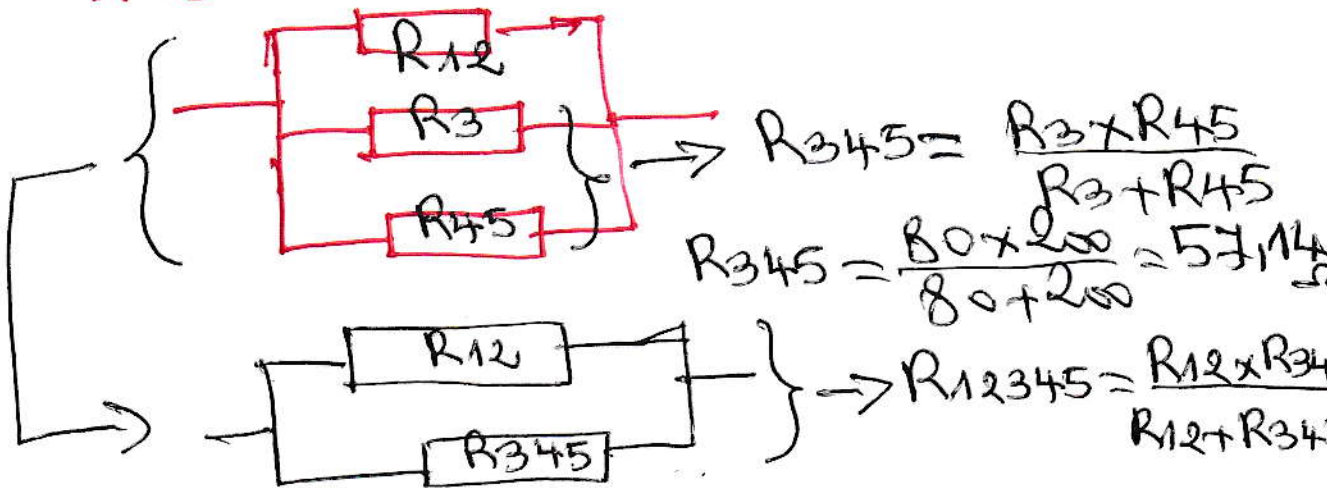 R12
R3
R45
R345 = R3 x R45 / R3 + R45
R345 = 80 x 200 / 80 + 200 = 57,14 Ω
R12
R345
R12345 = R12 x R34 / R12 + R34